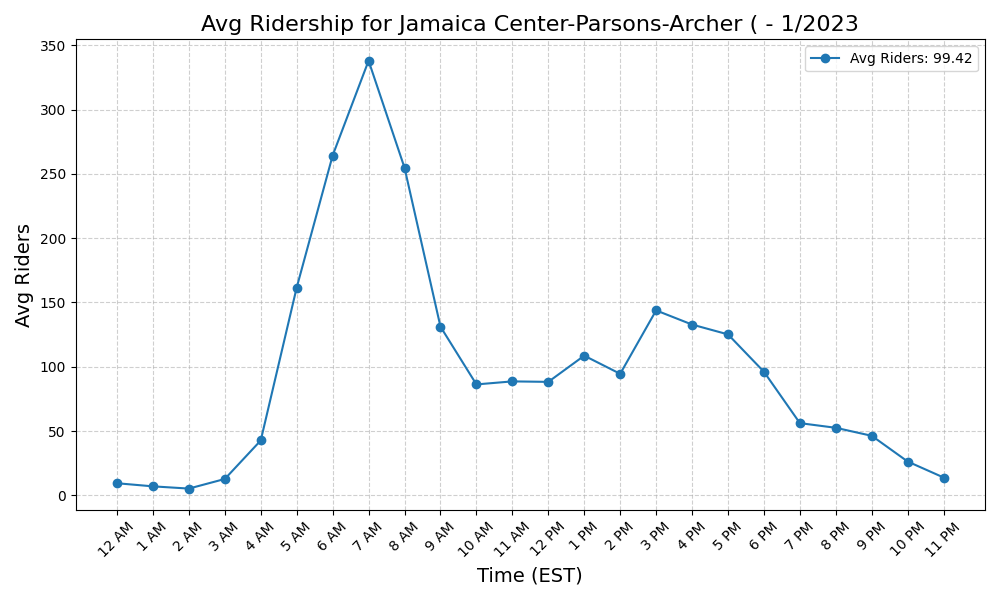 Avg Ridership for Jamaica Center-Parsons-Archer ( - 1/2023
Avg Riders: 99.42
Avg Riders
350
300
250
200
150
100
50
0
12 AM
1 AM
2 AM
3 AM
4 AM
5 AM
6 AM
7 AM
8 AM
9 AM
10 AM
11 AM
12 PM
1 PM
2 PM
3 PM
4 PM
5 PM
6 PM
7 PM
8 PM
9 PM
10 PM
11 PM
Time (EST)